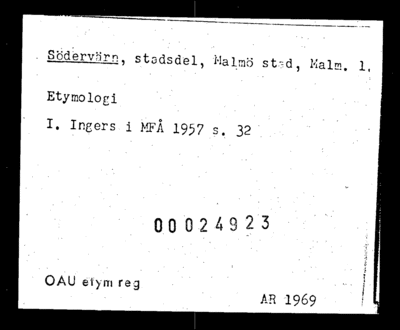 Södervärn, stadsdel, Malmö stad, Malm. l.
Etymologi
I. Ingers i MFÅ 1957 s. 32
00024923
OAU etym reg
AR 1969